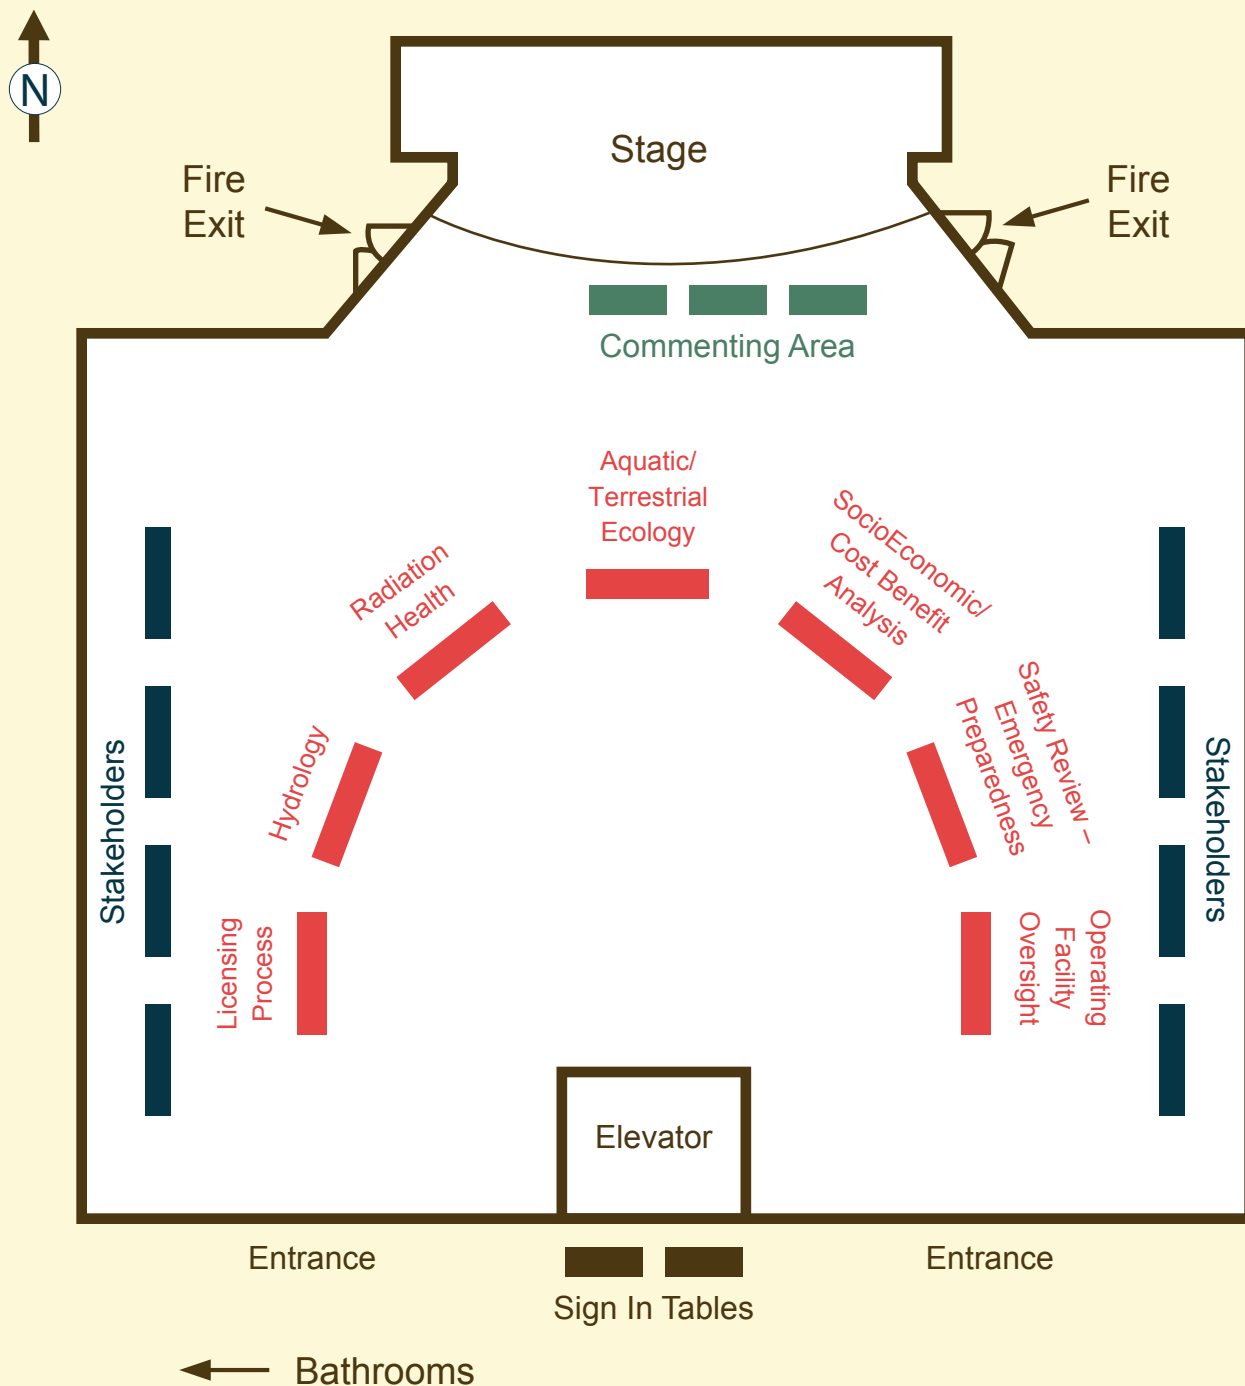 N
Stage
Fire
Exit
Fire
Exit
Commenting Area
Aquatic/
Terrestrial
Ecology
Radiation
Health
SocioEconomic/
Cost Benefit
Analysis
Hydrology
Safety Review –
Emergency
Preparedness
Stakeholders
Stakeholders
Licensing
Process
Operating
Facility
Oversight
Elevator
Entrance
Entrance
Sign In Tables
Bathrooms